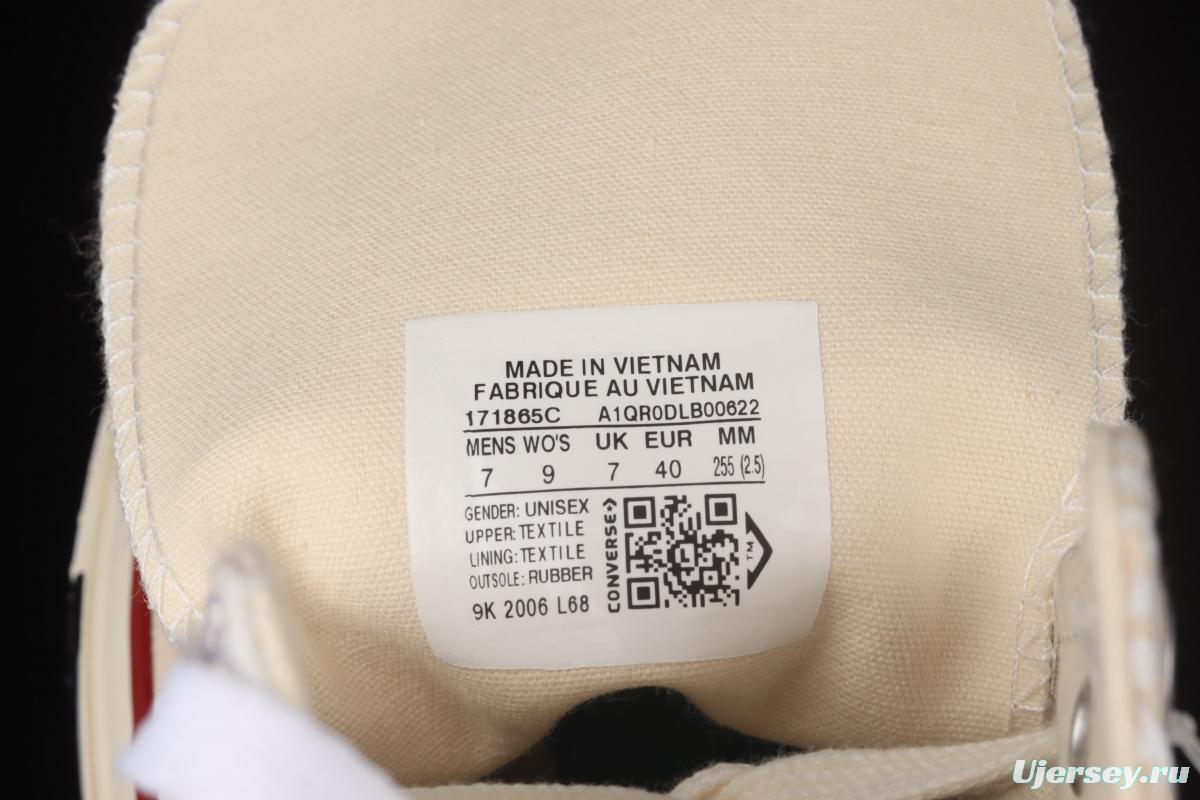 MADE IN VIETNAM
FABRIQUE AU VIETNAM
171865C A1QR0DLB00622
MENS WO'S UK EUR MM
7 9 7 40 255 (2.5)
GENDER: UNISEX
UPPER: TEXTILE
LINING: TEXTILE
OUTSOLE: RUBBER
9K 2006 L68
CONVERSE
TM
Ujersey.ru